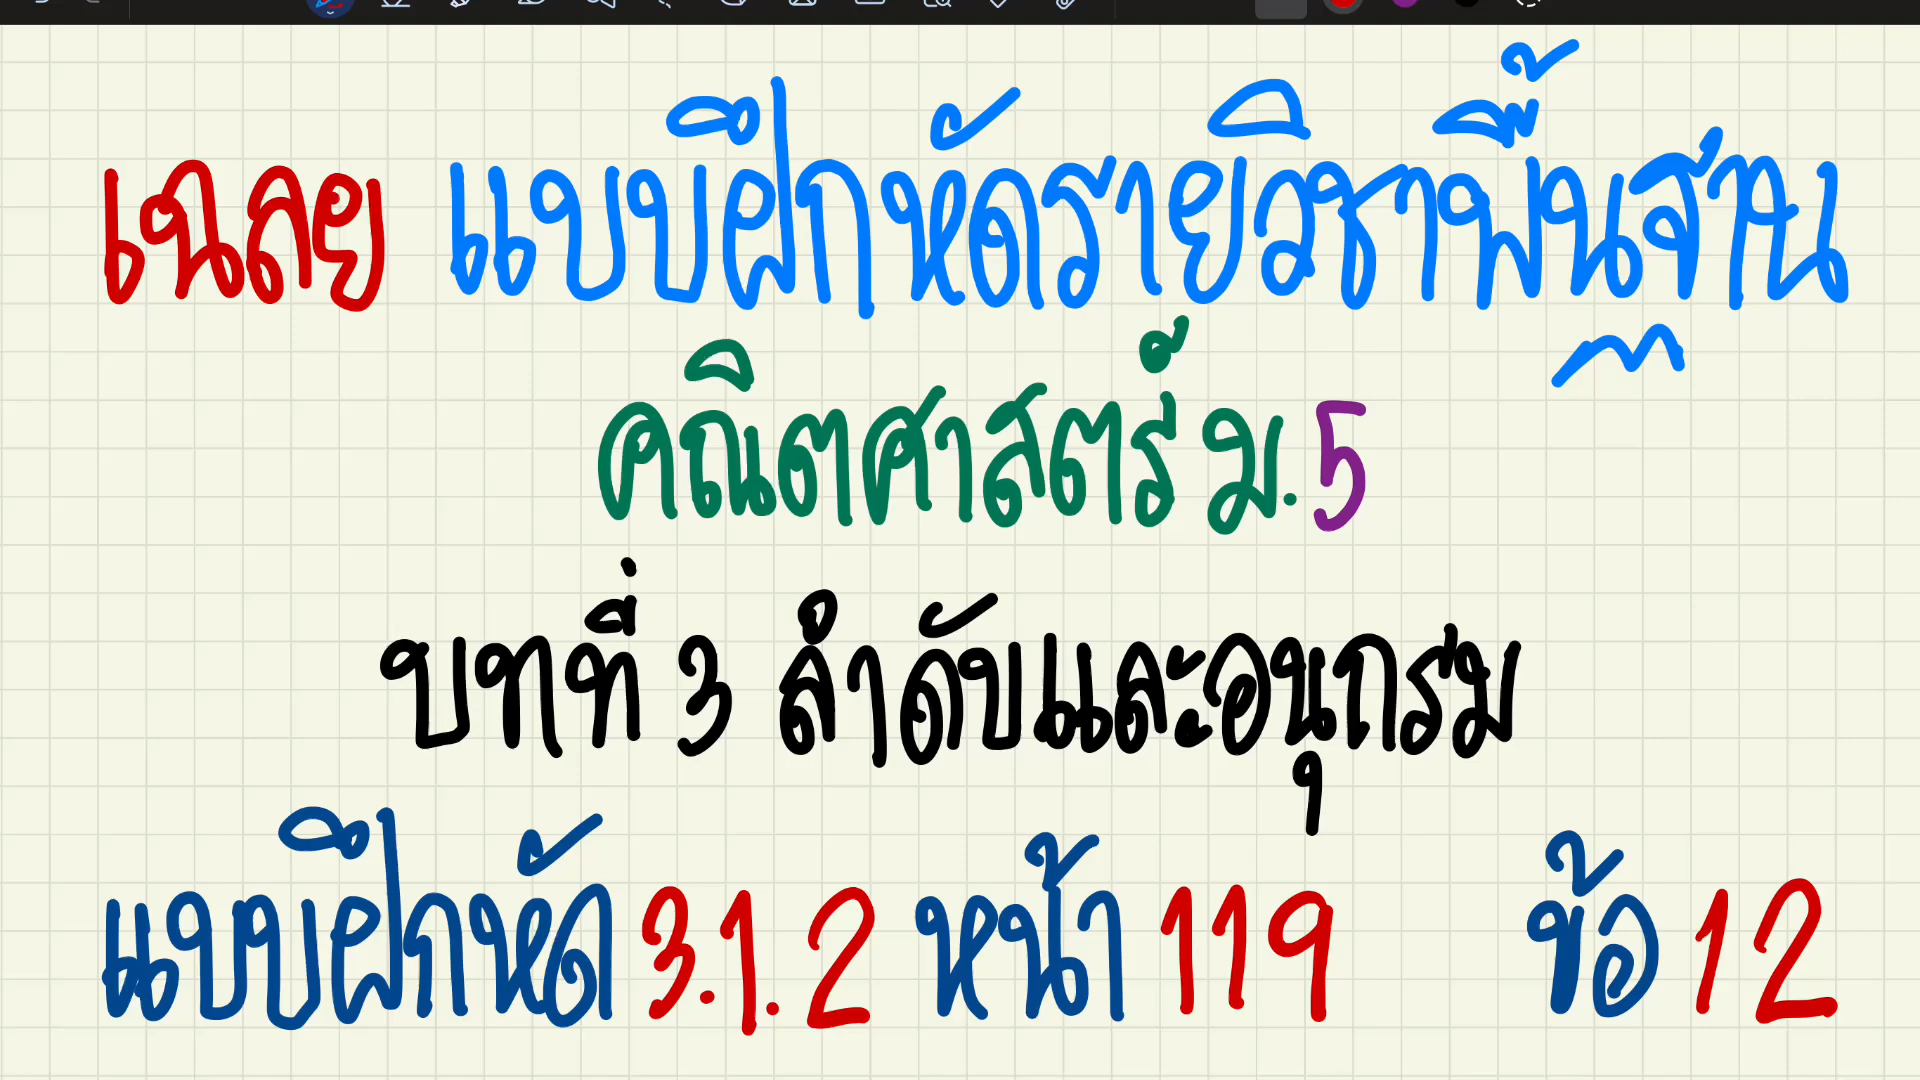 เฉลย แบบฝึกหัดรายวิชาพื้นฐาน
คณิตศาสตร์ ม.5
บทที่ 3 ลำดับและอนุกรม
แบบฝึกหัด 3.1.2 หน้า 119 ข้อ 12